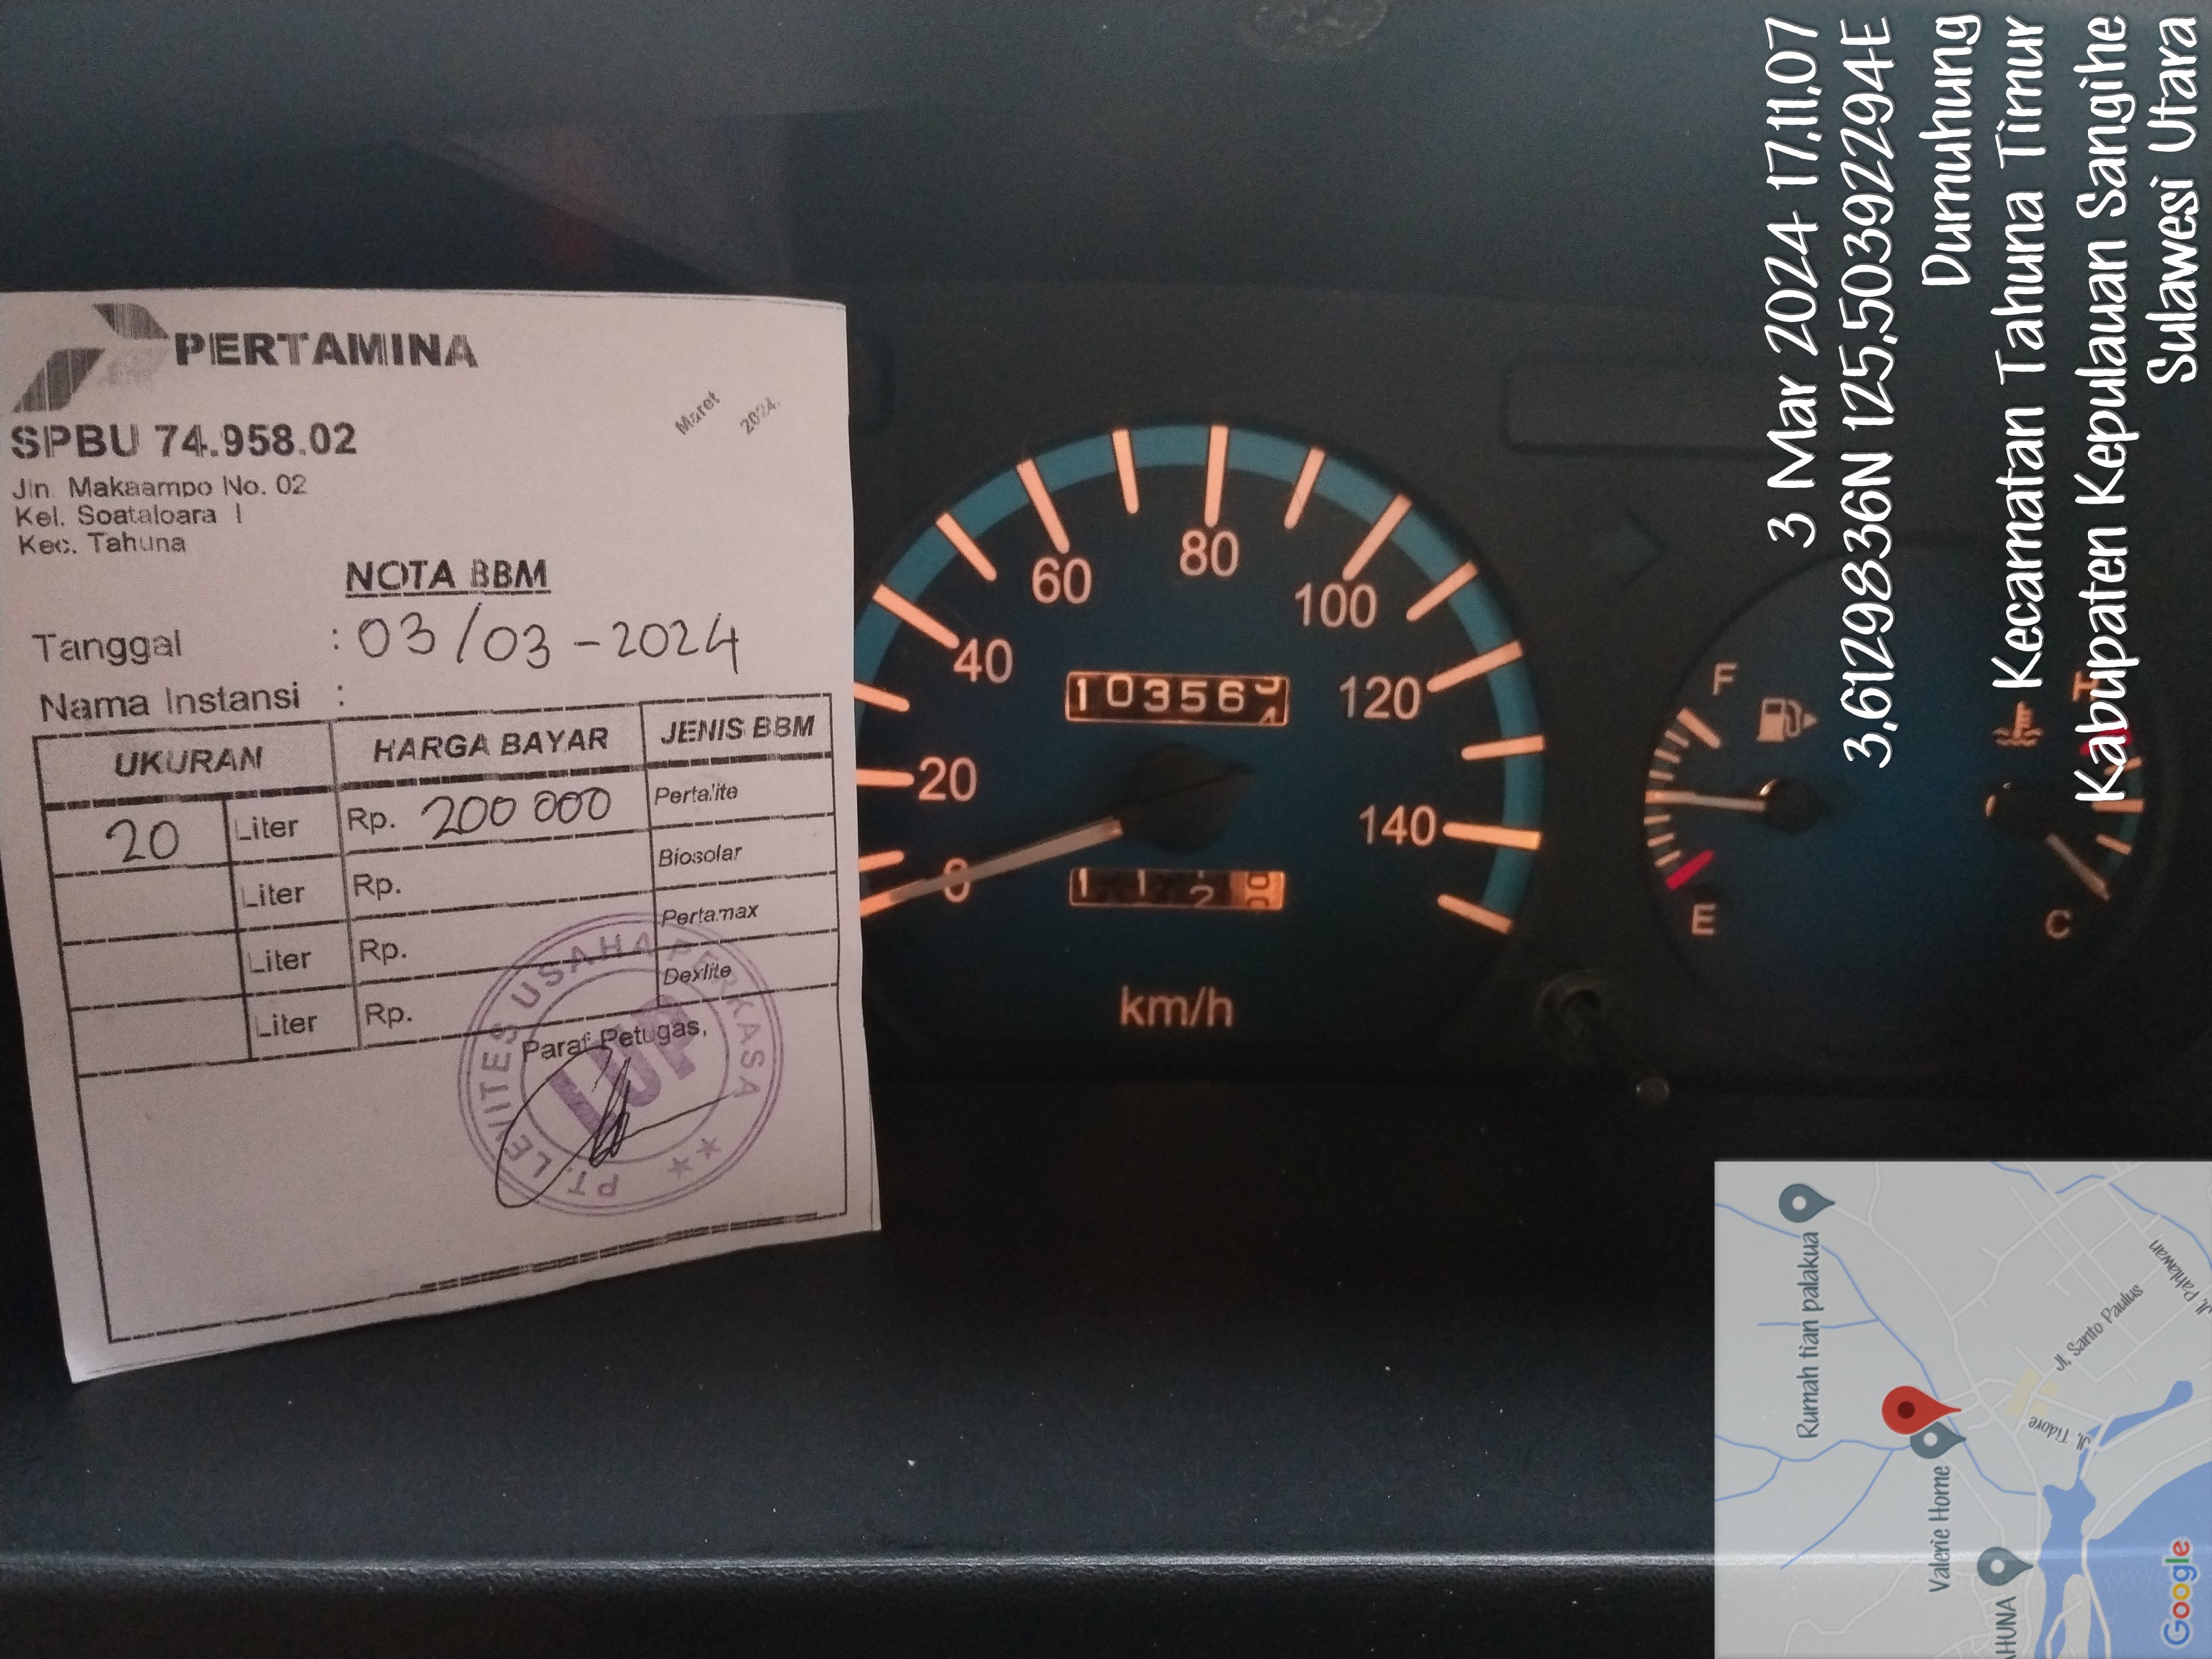 PERTAMINA
SPBU 74.958.02
Maret 2024.
Jln. Makaampo No. 02
Kel. Soataloara I
Kec. Tahuna
NOTA BBM
Tanggal : 03/03-2024
Nama Instansi :
UKURAN HARGA BAYAR JENIS BBM
20 Liter Rp. 200 000 Pertalite
Liter Rp. Biosolar
Liter Rp. Pertamax
Liter Rp. Dexlite
Paraf Petugas,
PT. LEVITES USAHA PERKASA
LUP
0
20
40
60
80
100
120
140
10356
112
km/h
F
E
C
3 Mar 2024 17.11.07
3,61298336N 125,50392294E
Dumuhung
Kecamatan Tahuna Timur
Kabupaten Kepulauan Sangihe
Sulawesi Utara
Rumah tian palakua
Valerie Home
AHUNA
Jl. Santo Paulus
Jl. Pahlawan
Jl. Tidore
Google